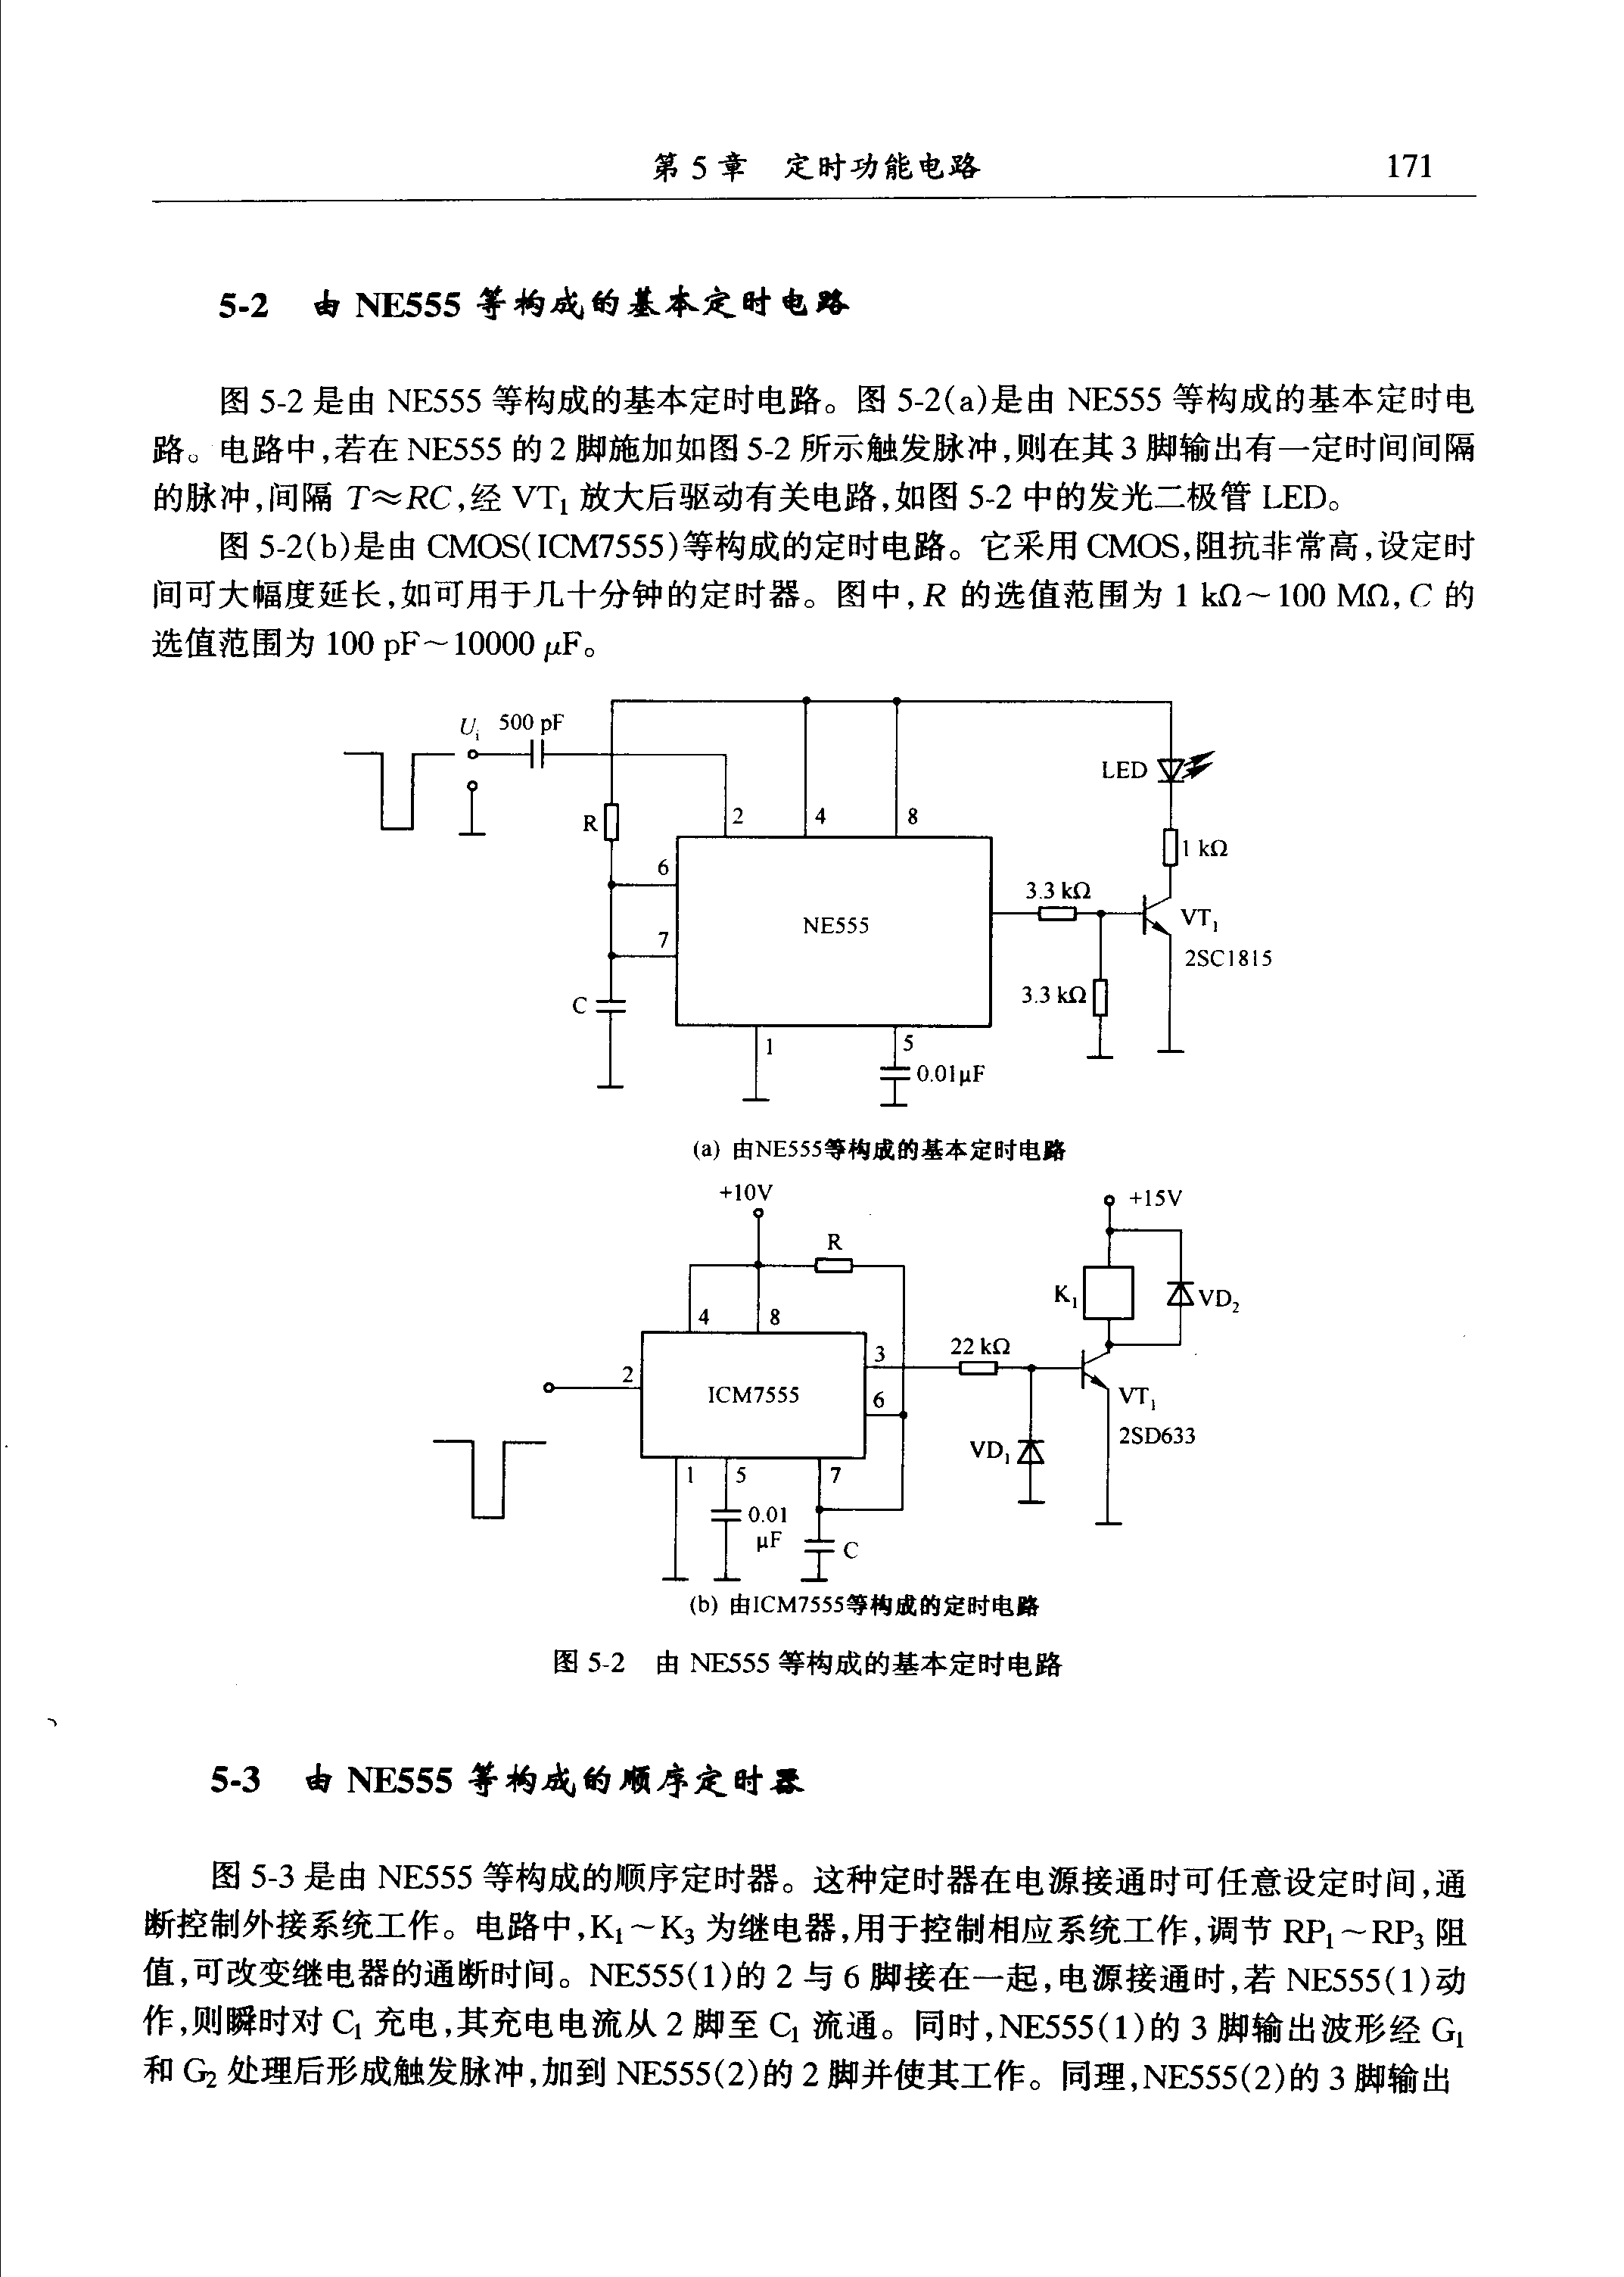 第 5 章　定时功能电路　171
5-2　由 NE555 等构成的基本定时电路
图 5-2 是由 NE555 等构成的基本定时电路。图 5-2(a)是由 NE555 等构成的基本定时电
路。电路中,若在 NE555 的 2 脚施加如图 5-2 所示触发脉冲,则在其 3 脚输出有一定时间间隔
的脉冲,间隔 T≈RC,经 VT₁ 放大后驱动有关电路,如图 5-2 中的发光二极管 LED。
图 5-2(b)是由 CMOS(ICM7555)等构成的定时电路。它采用 CMOS,阻抗非常高,设定时
间可大幅度延长,如可用于几十分钟的定时器。图中,R 的选值范围为 1 kΩ~100 MΩ,C 的
选值范围为 100 pF~10000 μF。
Uᵢ 500 pF
LED
R
2 4 8
1 kΩ
6
3.3 kΩ
NE555
VT₁
7
2SC1815
C
3.3 kΩ
1 5
0.01μF
(a) 由NE555等构成的基本定时电路
+10V
+15V
R
K₁
VD₂
4 8
22 kΩ
3
2
ICM7555
6
VT₁
2SD633
VD₁
1 5 7
0.01
μF
C
(b) 由ICM7555等构成的定时电路
图 5-2　由 NE555 等构成的基本定时电路
5-3　由 NE555 等构成的顺序定时器
图 5-3 是由 NE555 等构成的顺序定时器。这种定时器在电源接通时可任意设定时间,通
断控制外接系统工作。电路中,K₁~K₃ 为继电器,用于控制相应系统工作,调节 RP₁~RP₃ 阻
值,可改变继电器的通断时间。NE555(1)的 2 与 6 脚接在一起,电源接通时,若 NE555(1)动
作,则瞬时对 C₁ 充电,其充电电流从 2 脚至 C₁ 流通。同时,NE555(1)的 3 脚输出波形经 G₁
和 G₂ 处理后形成触发脉冲,加到 NE555(2)的 2 脚并使其工作。同理,NE555(2)的 3 脚输出